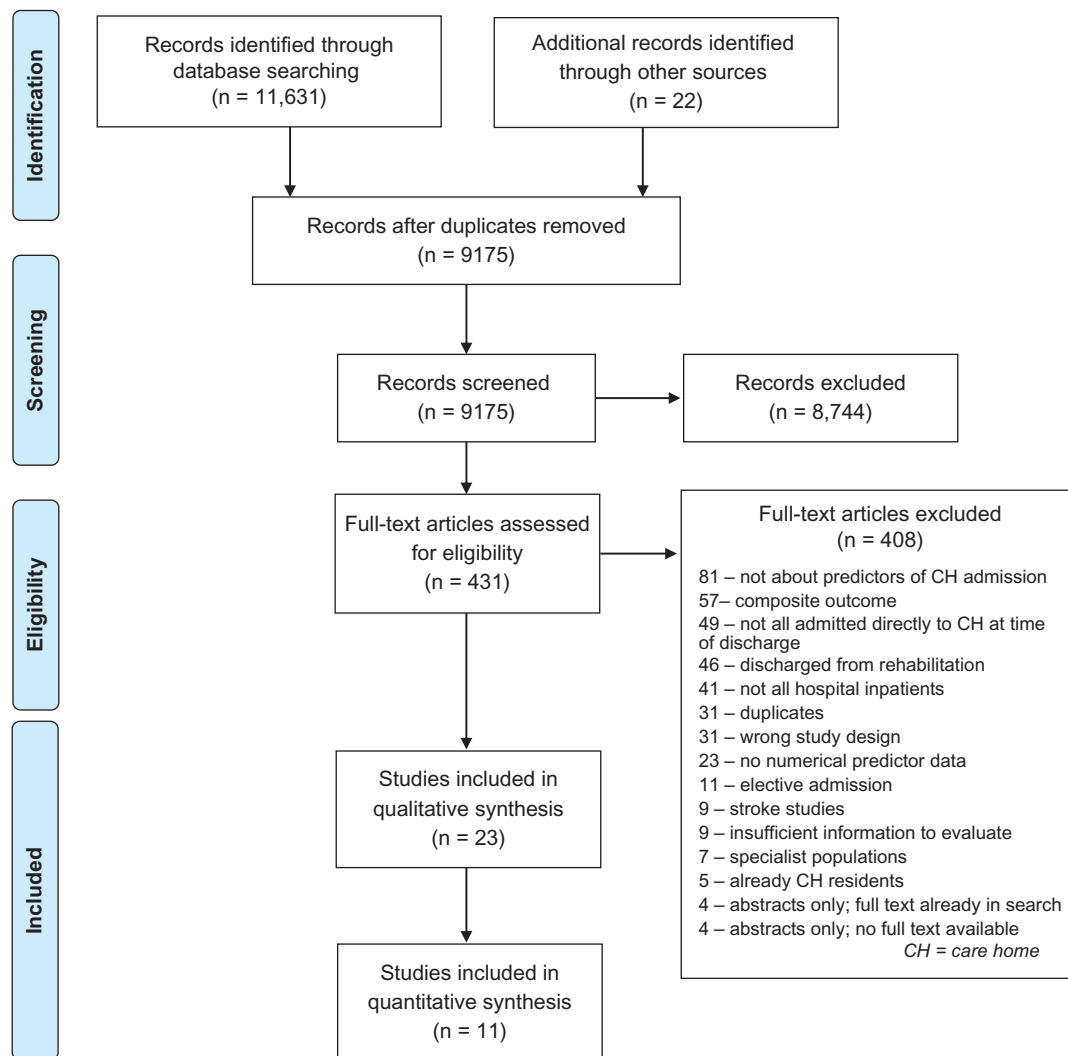 Identification
Records identified through
database searching
(n = 11,631)
Additional records identified
through other sources
(n = 22)
Records after duplicates removed
(n = 9175)
Screening
Records screened
(n = 9175)
Records excluded
(n = 8,744)
Eligibility
Full-text articles assessed
for eligibility
(n = 431)
Full-text articles excluded
(n = 408)
81 – not about predictors of CH admission
57– composite outcome
49 – not all admitted directly to CH at time
of discharge
46 – discharged from rehabilitation
41 – not all hospital inpatients
31 – duplicates
31 – wrong study design
23 – no numerical predictor data
11 – elective admission
9 – stroke studies
9 – insufficient information to evaluate
7 – specialist populations
5 – already CH residents
4 – abstracts only; full text already in search
4 – abstracts only; no full text available
CH = care home
Included
Studies included in
qualitative synthesis
(n = 23)
Studies included in
quantitative synthesis
(n = 11)